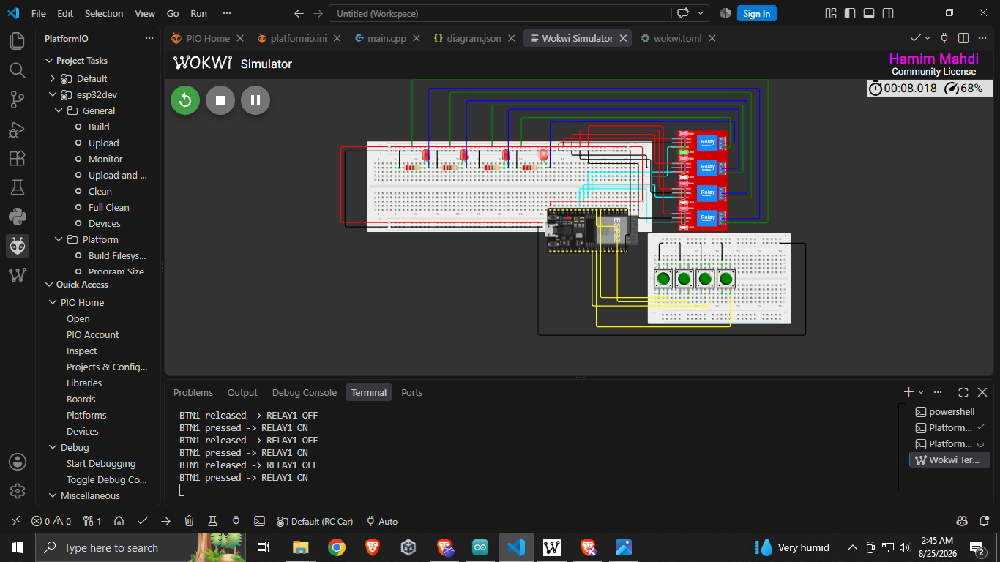 File Edit Selection View Go Run ···
Untitled (Workspace)
Sign In
PlatformIO
PIO Home
platformio.ini
main.cpp
diagram.json
Wokwi Simulator
wokwi.toml
Project Tasks
Default
esp32dev
General
Build
Upload
Monitor
Upload and ...
Clean
Full Clean
Devices
Platform
Build Filesys...
Program Size
Quick Access
PIO Home
Open
PIO Account
Inspect
Projects & Config...
Libraries
Boards
Platforms
Devices
Debug
Start Debugging
Toggle Debug Co...
Miscellaneous
WOKWI Simulator
Hamim Mahdi
Community License
00:08.018 68%
Relay
Relay
Relay
Relay
ESP32
Problems Output Debug Console Terminal Ports
BTN1 released -> RELAY1 OFF
BTN1 pressed -> RELAY1 ON
BTN1 released -> RELAY1 OFF
BTN1 pressed -> RELAY1 ON
BTN1 released -> RELAY1 OFF
BTN1 pressed -> RELAY1 ON
powershell
Platform...
Platform...
Wokwi Ter...
0 0 1 Default (RC Car) Auto
Type here to search
Very humid
2:45 AM
8/25/2026
2